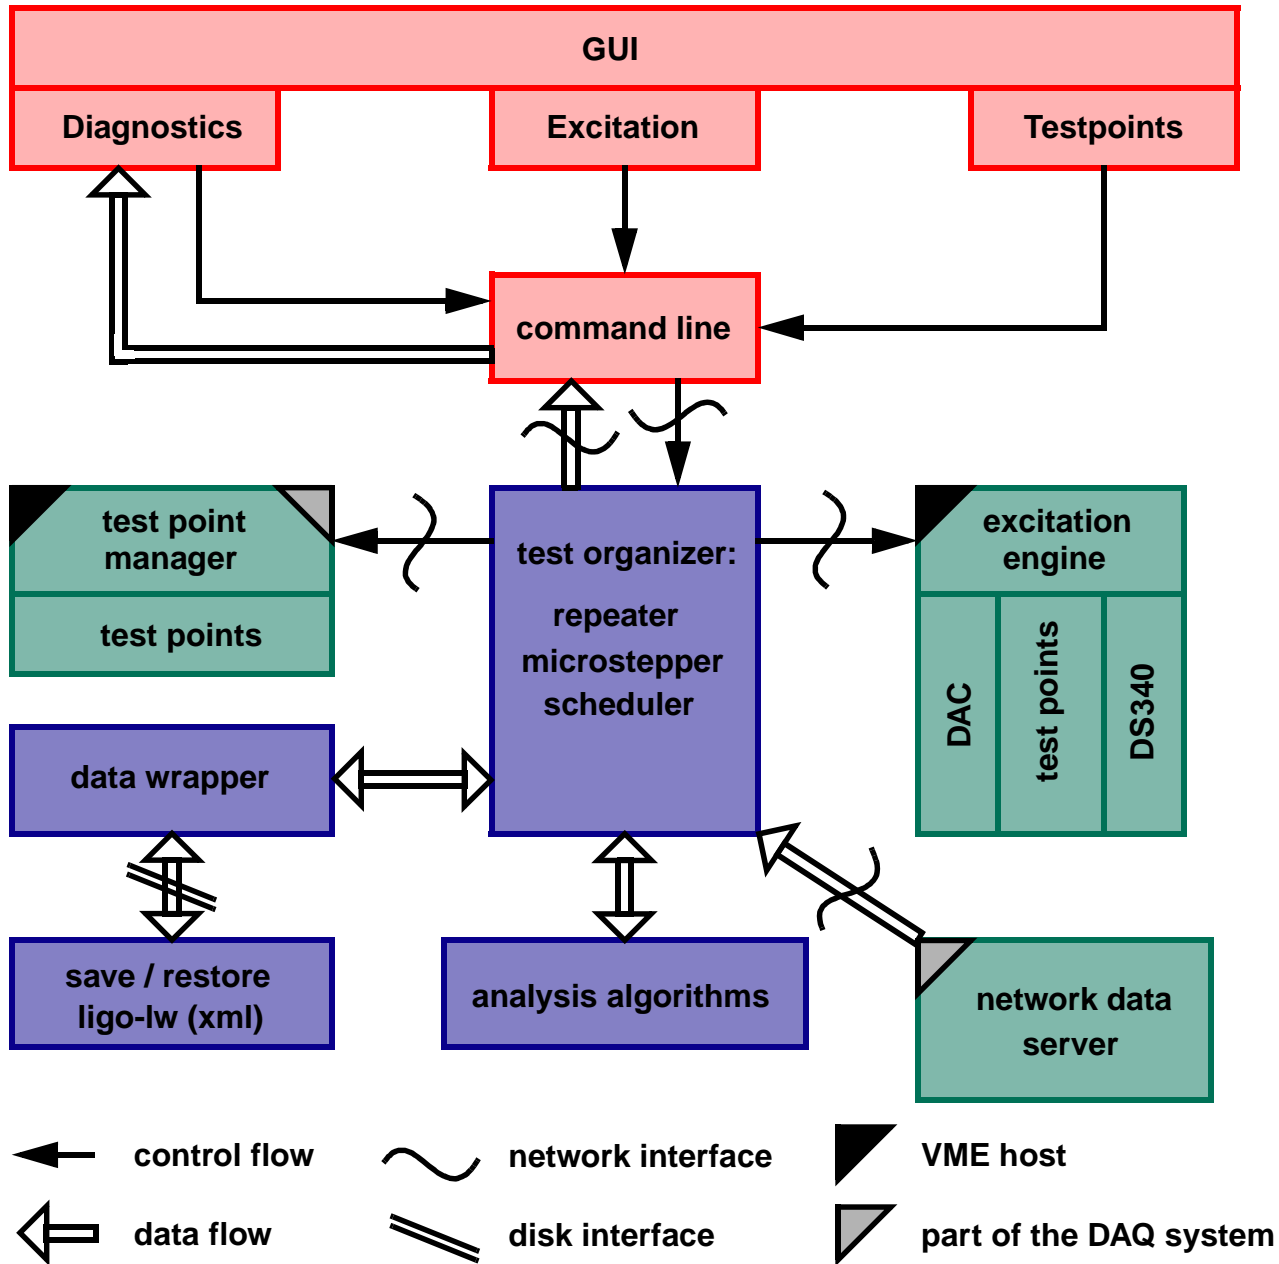 GUI
Diagnostics
Excitation
Testpoints
command line
test point
manager
test points
test organizer:
repeater
microstepper
scheduler
excitation
engine
DAC
test points
DS340
data wrapper
save / restore
ligo-lw (xml)
analysis algorithms
network data
server
control flow
network interface
VME host
data flow
disk interface
part of the DAQ system